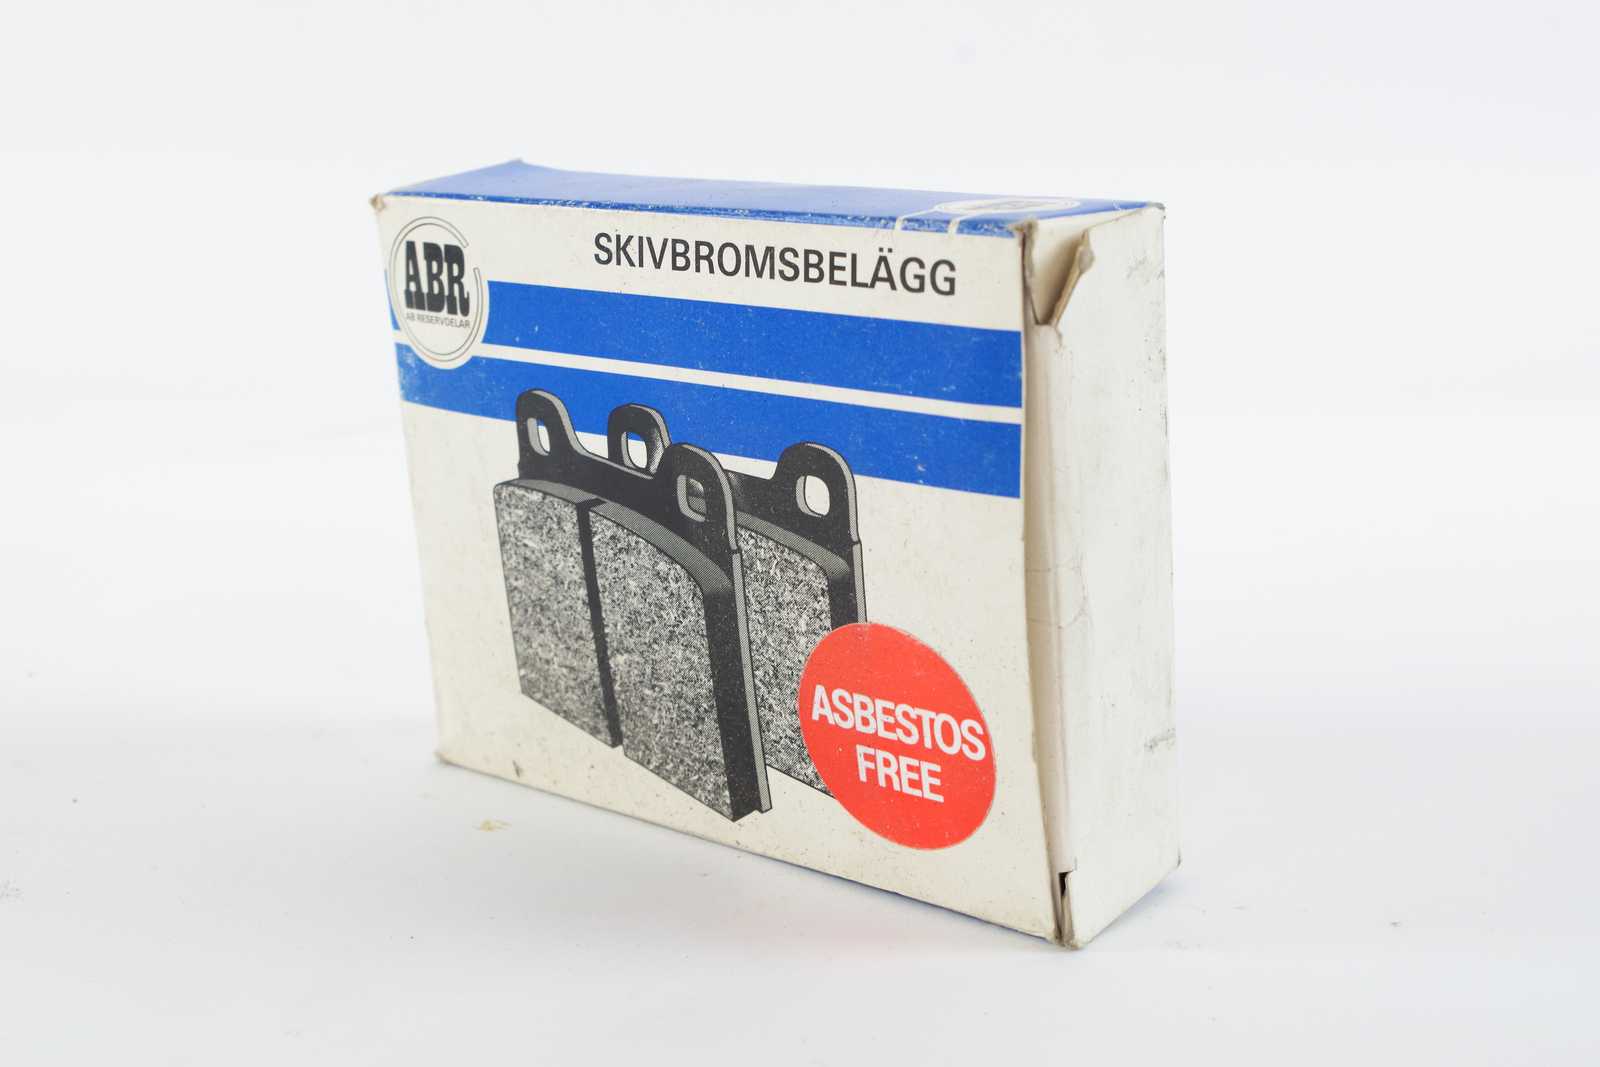 SKIVBROMSBELÄGG
ABR
AB RESERVDELAR
ASBESTOS
FREE